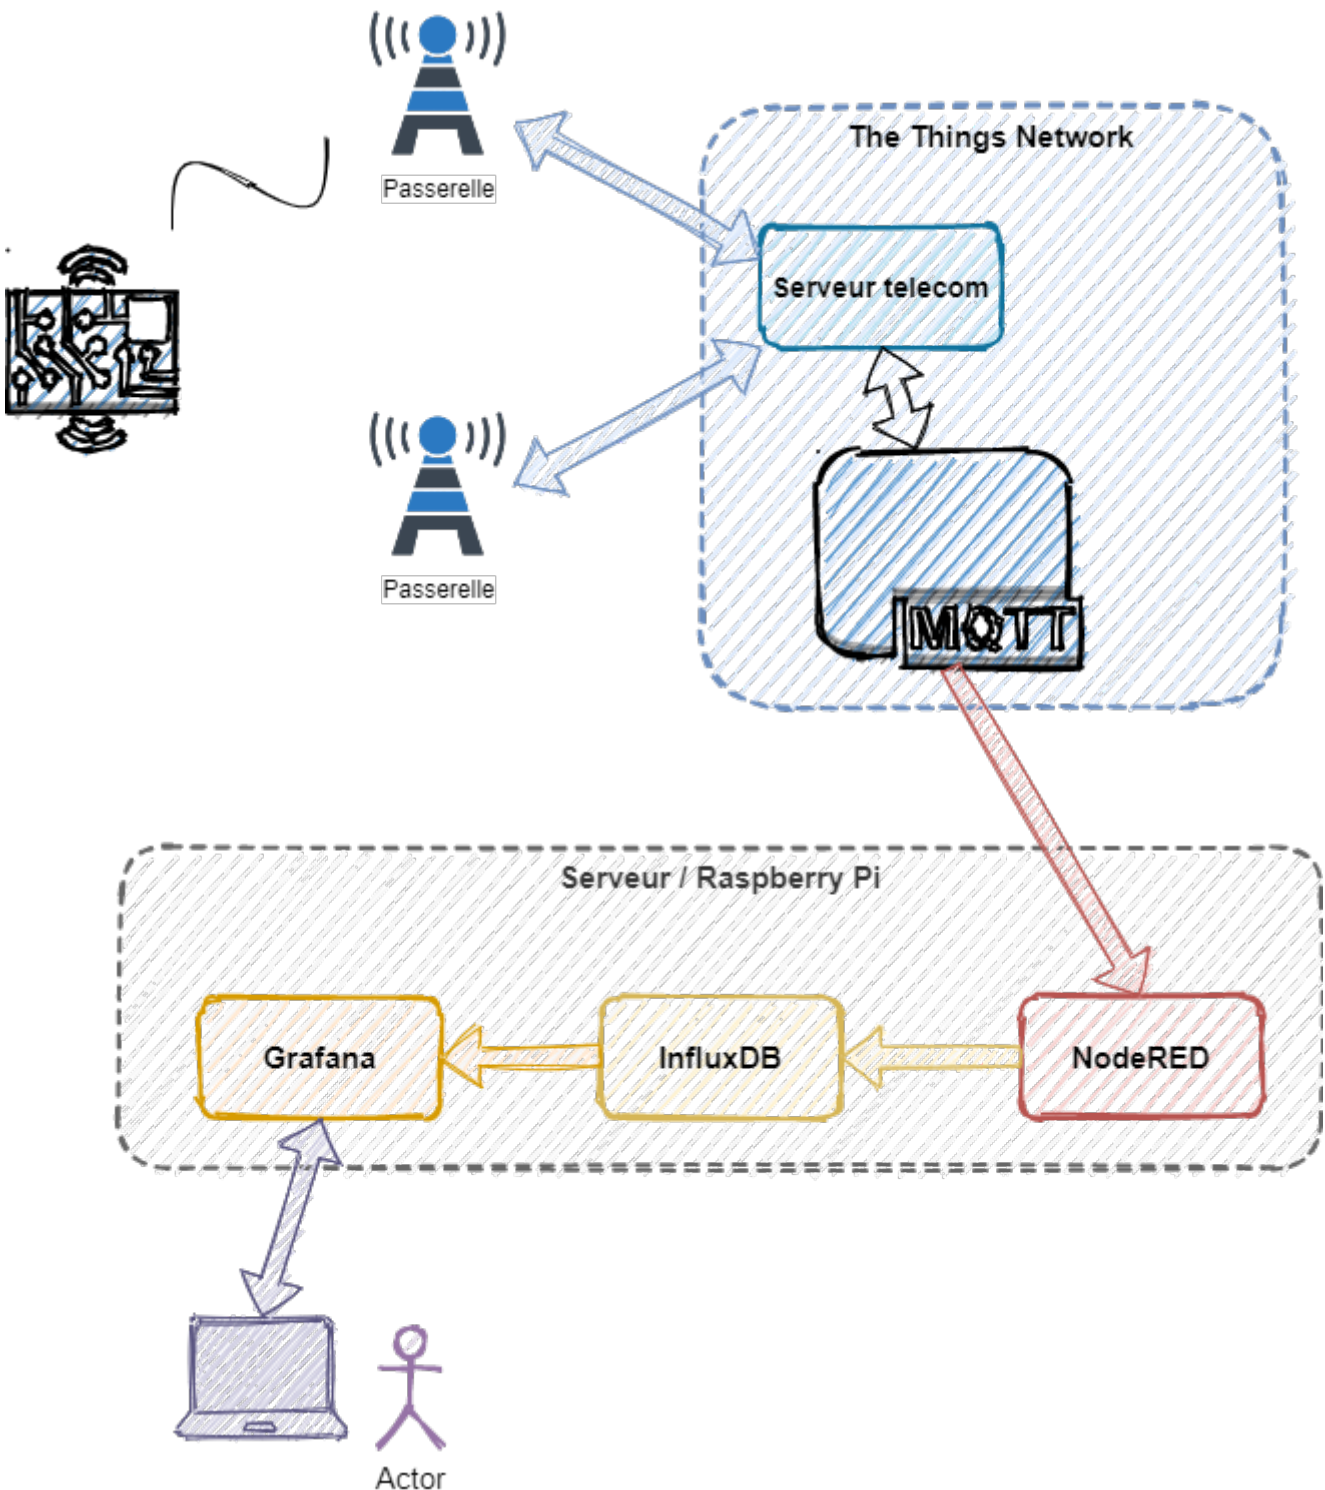 Passerelle
The Things Network
Serveur telecom
Passerelle
MQTT
Serveur / Raspberry Pi
Grafana
InfluxDB
NodeRED
Actor